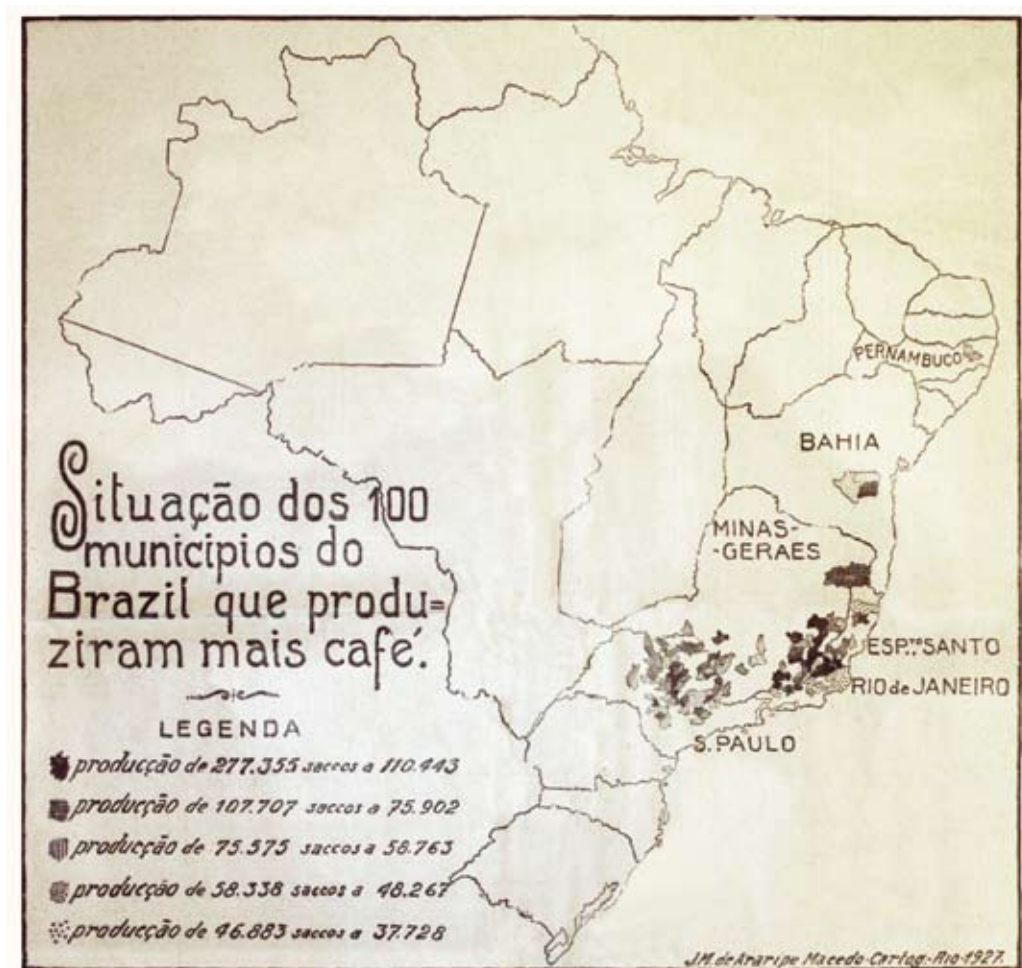 Situação dos 100
municipios do
Brazil que produ=
ziram mais café.
LEGENDA
producção de 277.355 saccos a 110.443
producção de 107.707 saccos a 75.902
producção de 75.575 saccos a 58.763
producção de 58.338 saccos a 48.267
producção de 46.883 saccos a 37.728
PERNAMBUCO
BAHIA
MINAS-
-GERAES
ESP.TO SANTO
RIO de JANEIRO
S. PAULO
J.M. de Araripe Macedo-Cartog.-Rio-1927.